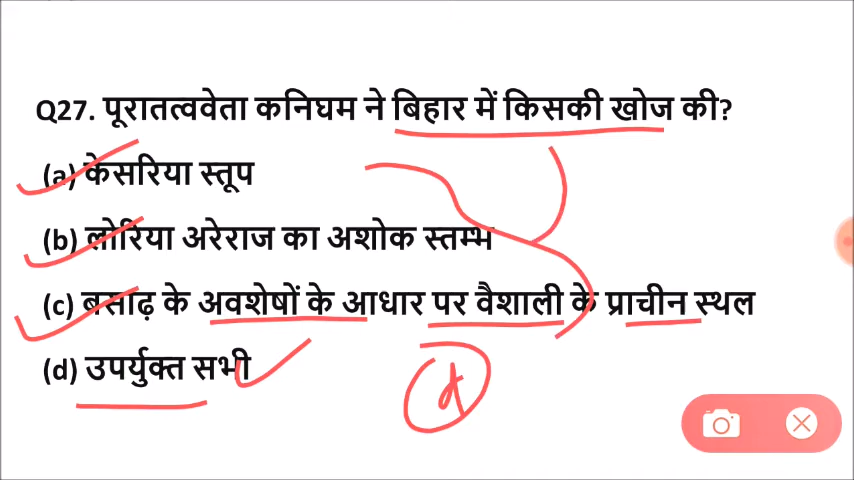 Q27. पूरातत्ववेता कनिघम ने बिहार में किसकी खोज की?
(a) केसरिया स्तूप
(b) लोरिया अरेराज का अशोक स्तम्भ
(c) बसाढ़ के अवशेषों के आधार पर वैशाली के प्राचीन स्थल
(d) उपर्युक्त सभी
d